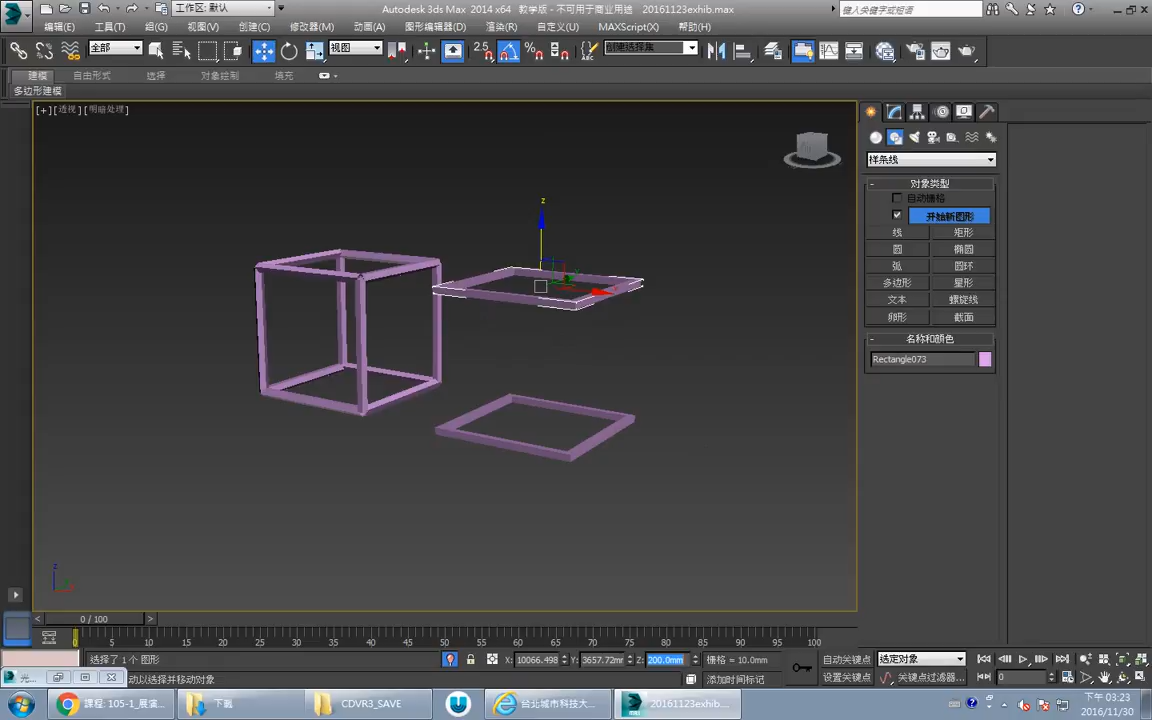 工作区: 默认
Autodesk 3ds Max 2014 x64 教学版 - 不可用于商业用途 20161123exhib.max
键入关键字或短语
编辑(E) 工具(T) 组(G) 视图(V) 创建(C) 修改器(M) 动画(A) 图形编辑器(D) 渲染(R) 自定义(U) MAXScript(X) 帮助(H)
全部 视图 2.5 创建选择集
建模 自由形式 选择 对象绘制 填充
多边形建模
[+][透视][明暗处理]
样条线
对象类型
自动栅格
开始新图形
线 矩形
圆 椭圆
弧 圆环
多边形 星形
文本 螺旋线
卵形 截面
名称和颜色
Rectangle073
z
z
0 / 100
0 5 10 15 20 25 30 35 40 45 50 55 60 65 70 75 80 85 90 95 100
选择了 1 个 图形 X: 10066.498 Y: 3657.72m Z: 200.0mm 栅格 = 10.0mm 自动关键点 选定对象
动以选择并移动对象 添加时间标记 设置关键点 关键点过滤器... 0
課程: 105-1_展演... 下載 CDVR3_SAVE 台北城市科技大... 20161123exhib...
下午 03:23
2016/11/30